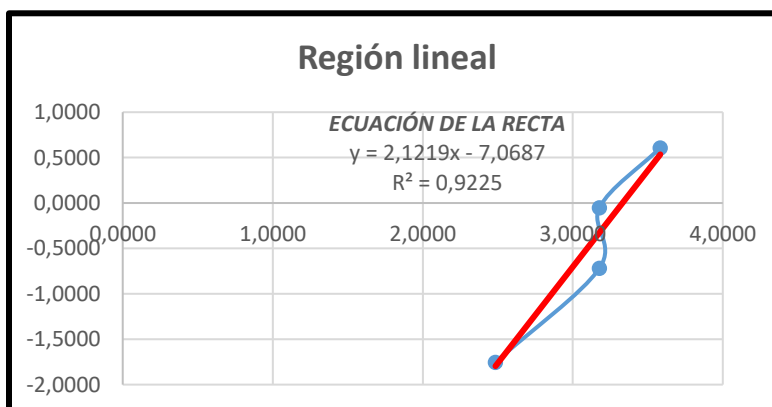 Región lineal
1,0000
ECUACIÓN DE LA RECTA
0,5000
y = 2,1219x - 7,0687
R² = 0,9225
0,0000
0,0000 1,0000 2,0000 3,0000 4,0000
-0,5000
-1,0000
-1,5000
-2,0000